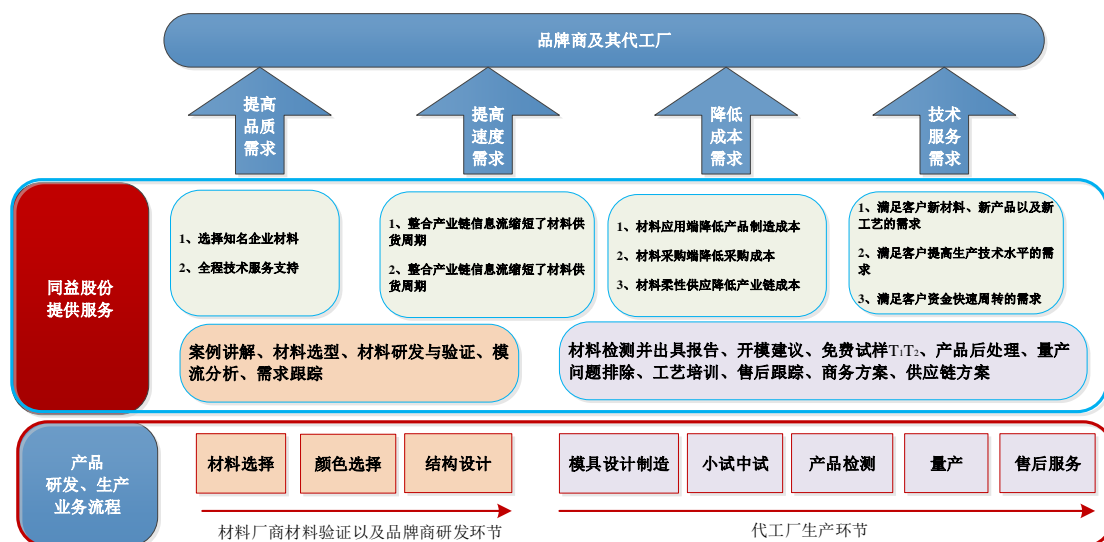 品牌商及其代工厂
提高
品质
需求
提高
速度
需求
降低
成本
需求
技术
服务
需求
同益股份
提供服务
1、选择知名企业材料
2、全程技术服务支持
1、整合产业链信息流缩短了材料供
货周期
2、整合产业链信息流缩短了材料供
货周期
1、材料应用端降低产品制造成本
2、材料采购端降低采购成本
3、材料柔性供应降低产业链成本
1、满足客户新材料、新产品以及新
工艺的需求
2、满足客户提高生产技术水平的需
求
3、满足客户资金快速周转的需求
案例讲解、材料选型、材料研发与验证、模
流分析、需求跟踪
材料检测并出具报告、开模建议、免费试样T₁T₂、产品后处理、量产
问题排除、工艺培训、售后跟踪、商务方案、供应链方案
产品
研发、生产
业务流程
材料选择
颜色选择
结构设计
模具设计制造
小试中试
产品检测
量产
售后服务
材料厂商材料验证以及品牌商研发环节
代工厂生产环节